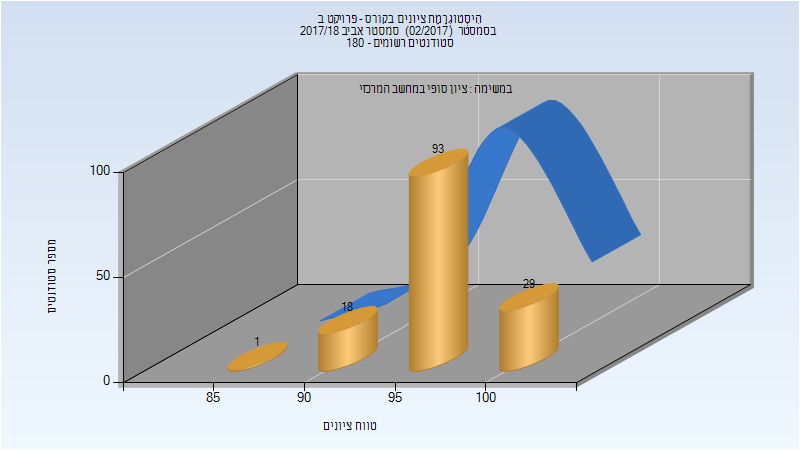 היסטוגרמת ציונים בקורס - פרויקט ב
בסמסטר (02/2017) סמסטר אביב 2017/18
סטודנטים רשומים - 180
במשימה : ציון סופי במחשב המרכזי
93
29
18
1
100
50
0
85
90
95
100
מספר סטודנטים
טווח ציונים